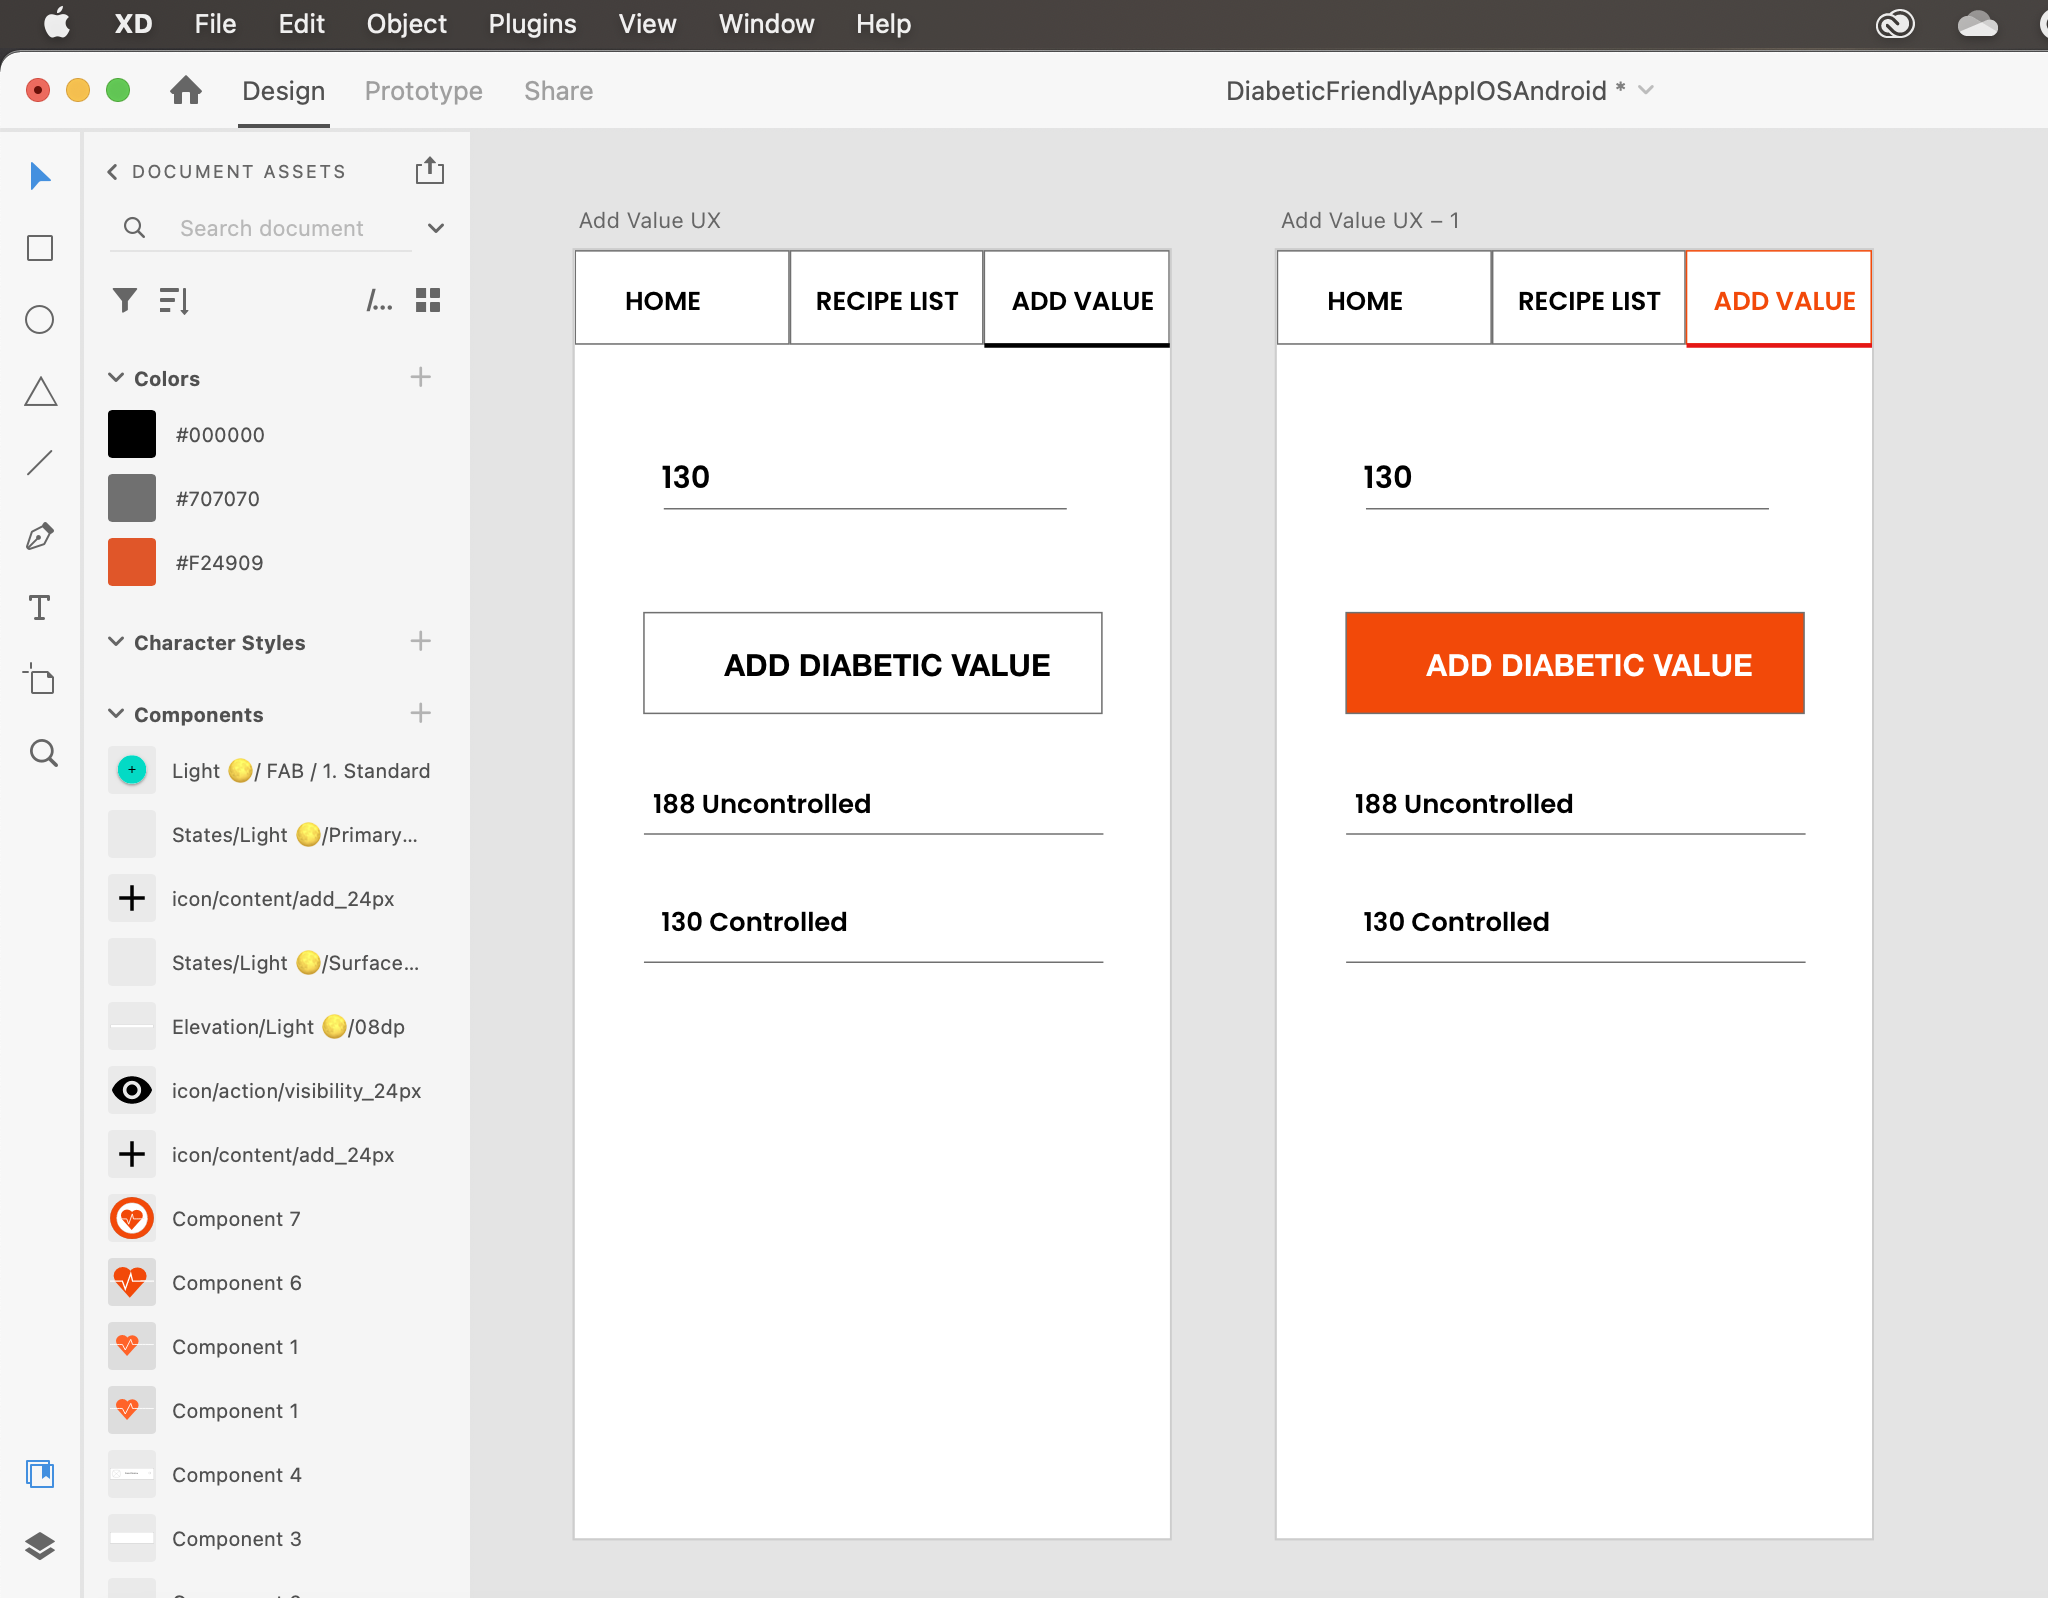 XD File Edit Object Plugins View Window Help
Design Prototype Share
DiabeticFriendlyAppIOSAndroid *
DOCUMENT ASSETS
Search document
/...
Colors
#000000
#707070
#F24909
Character Styles
Components
Light 🌕/ FAB / 1. Standard
States/Light 🌕/Primary...
icon/content/add_24px
States/Light 🌕/Surface...
Elevation/Light 🌕/08dp
icon/action/visibility_24px
icon/content/add_24px
Component 7
Component 6
Component 1
Component 1
Component 4
Component 3
Add Value UX
HOME RECIPE LIST ADD VALUE
130
ADD DIABETIC VALUE
188 Uncontrolled
130 Controlled
Add Value UX – 1
HOME RECIPE LIST ADD VALUE
130
ADD DIABETIC VALUE
188 Uncontrolled
130 Controlled